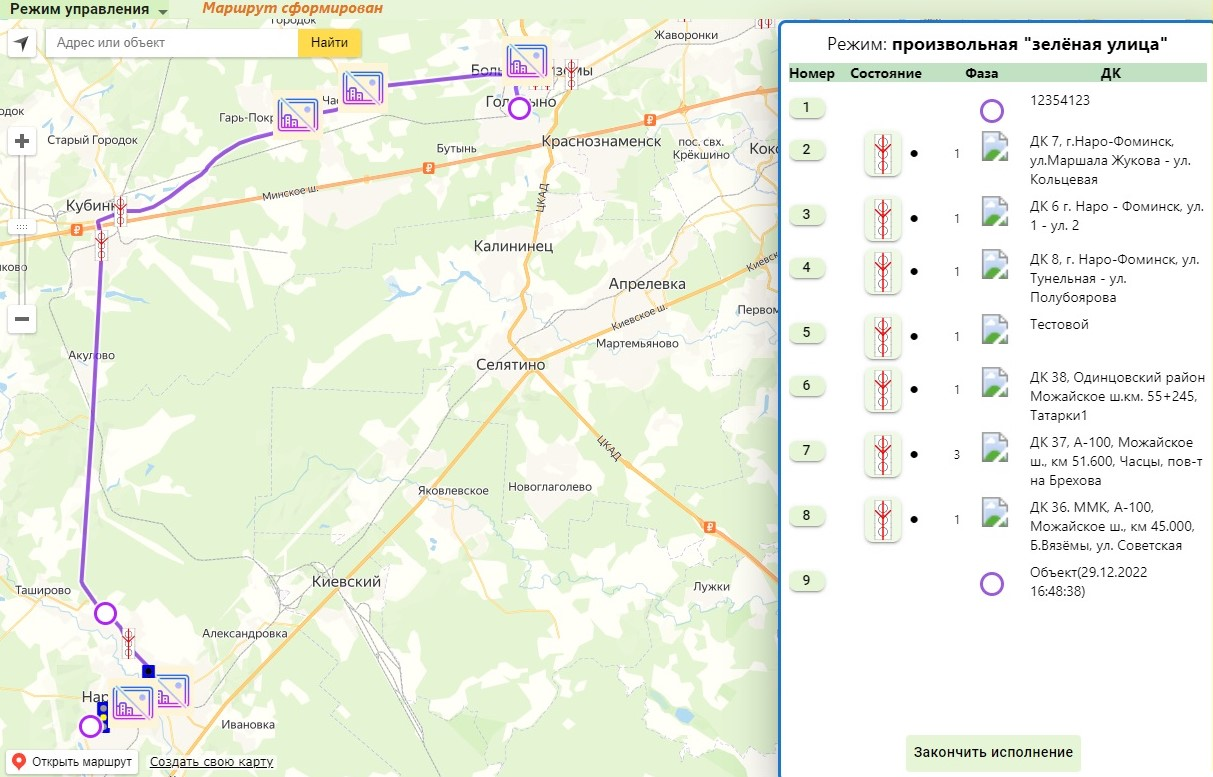 Режим управления
Маршрут сформирован
городок
Жаворонки
Адрес или объект
Найти
Голицыно
Гарь-Покр
Краснознаменск
пос. свх.
Крёкшино
Старый Городок
Бутынь
Минское ш.
ЦКАД
Кубинк
Калининец
Киевск
Апрелевка
Киевское ш.
Первом
Мартемьяново
Акулово
Селятино
ЦКАД
Яковлевское
Новоглаголево
Киевский
Таширово
Лужки
Александровка
Нар
Ивановка
Открыть маршрут
Создать свою карту
Режим: произвольная "зелёная улица"
Номер Состояние Фаза ДК
1 12354123
2 1 ДК 7, г.Наро-Фоминск,
ул.Маршала Жукова - ул.
Кольцевая
3 1 ДК 6 г. Наро - Фоминск, ул.
1 - ул. 2
4 1 ДК 8, г. Наро-Фоминск, ул.
Тунельная - ул.
Полубоярова
5 1 Тестовой
6 1 ДК 38, Одинцовский район
Можайское ш.км. 55+245,
Татарки1
7 3 ДК 37, А-100, Можайское
ш., км 51.600, Часцы, пов-т
на Брехова
8 1 ДК 36. ММК, А-100,
Можайское ш., км 45.000,
Б.Вязёмы, ул. Советская
9 Объект(29.12.2022
16:48:38)
Закончить исполнение